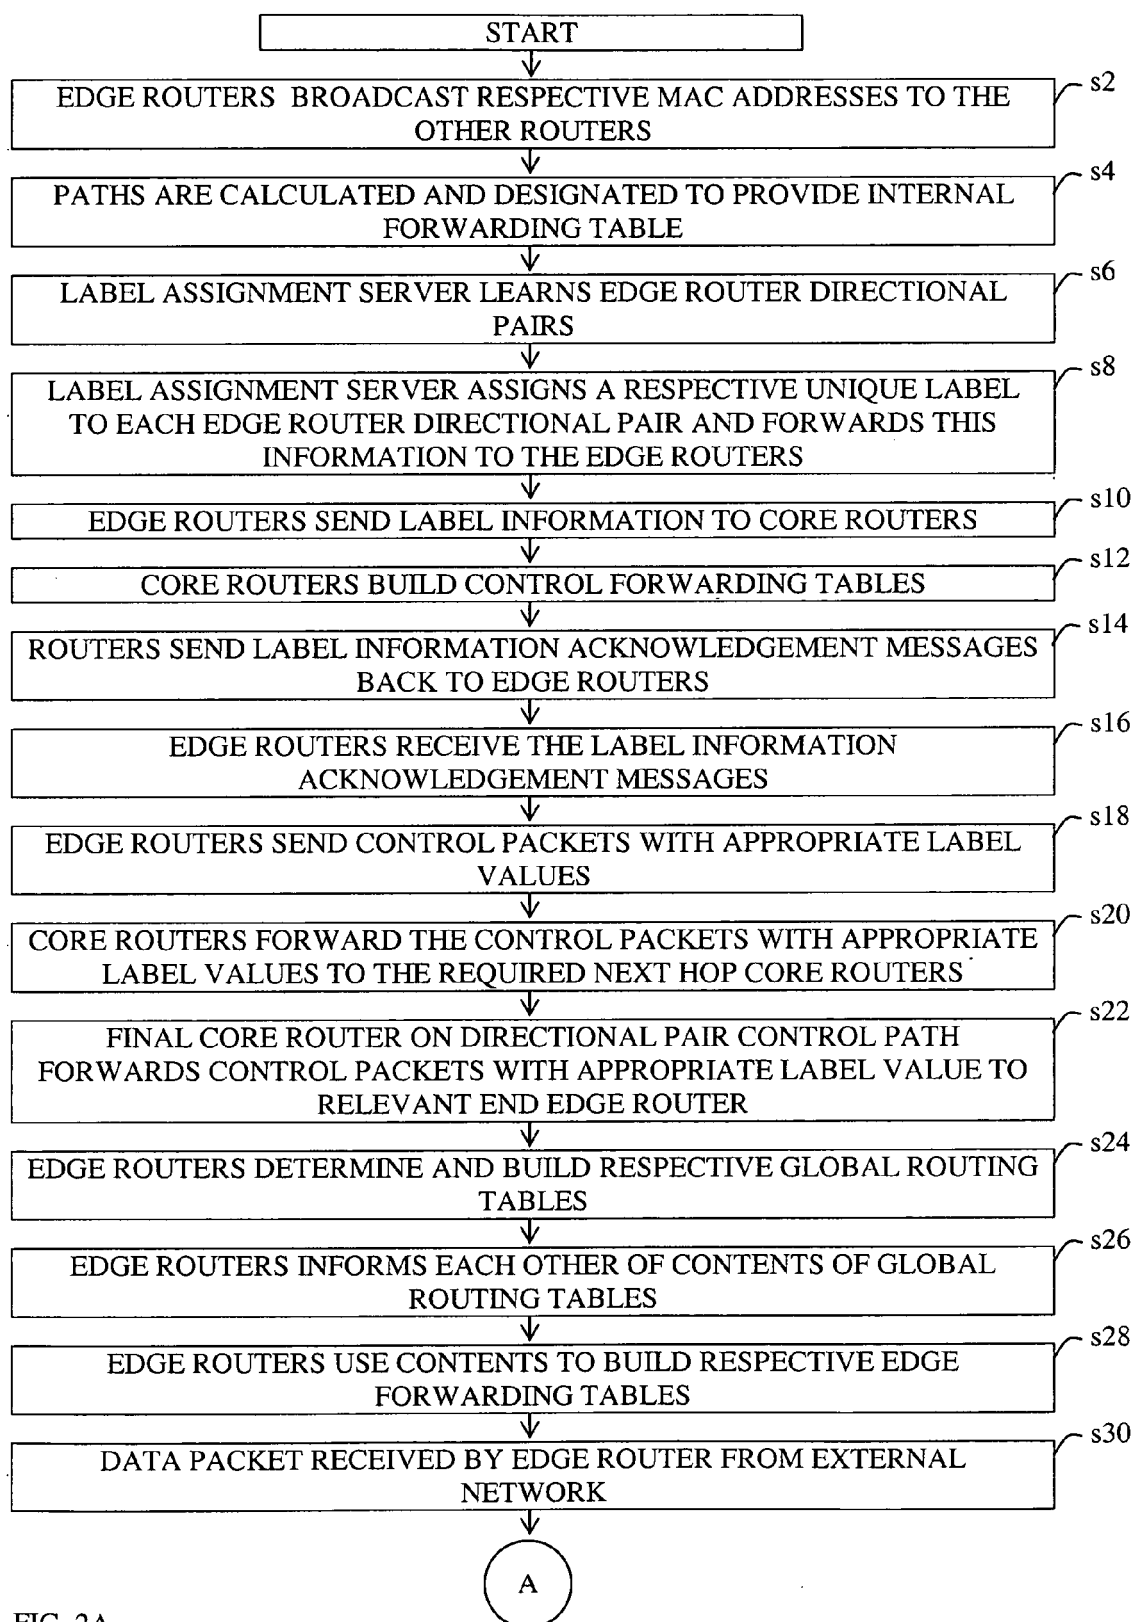 START
s2
EDGE ROUTERS BROADCAST RESPECTIVE MAC ADDRESSES TO THE
OTHER ROUTERS
s4
PATHS ARE CALCULATED AND DESIGNATED TO PROVIDE INTERNAL
FORWARDING TABLE
s6
LABEL ASSIGNMENT SERVER LEARNS EDGE ROUTER DIRECTIONAL
PAIRS
s8
LABEL ASSIGNMENT SERVER ASSIGNS A RESPECTIVE UNIQUE LABEL
TO EACH EDGE ROUTER DIRECTIONAL PAIR AND FORWARDS THIS
INFORMATION TO THE EDGE ROUTERS
s10
EDGE ROUTERS SEND LABEL INFORMATION TO CORE ROUTERS
s12
CORE ROUTERS BUILD CONTROL FORWARDING TABLES
s14
ROUTERS SEND LABEL INFORMATION ACKNOWLEDGEMENT MESSAGES
BACK TO EDGE ROUTERS
s16
EDGE ROUTERS RECEIVE THE LABEL INFORMATION
ACKNOWLEDGEMENT MESSAGES
s18
EDGE ROUTERS SEND CONTROL PACKETS WITH APPROPRIATE LABEL
VALUES
s20
CORE ROUTERS FORWARD THE CONTROL PACKETS WITH APPROPRIATE
LABEL VALUES TO THE REQUIRED NEXT HOP CORE ROUTERS
s22
FINAL CORE ROUTER ON DIRECTIONAL PAIR CONTROL PATH
FORWARDS CONTROL PACKETS WITH APPROPRIATE LABEL VALUE TO
RELEVANT END EDGE ROUTER
s24
EDGE ROUTERS DETERMINE AND BUILD RESPECTIVE GLOBAL ROUTING
TABLES
s26
EDGE ROUTERS INFORMS EACH OTHER OF CONTENTS OF GLOBAL
ROUTING TABLES
s28
EDGE ROUTERS USE CONTENTS TO BUILD RESPECTIVE EDGE
FORWARDING TABLES
s30
DATA PACKET RECEIVED BY EDGE ROUTER FROM EXTERNAL
NETWORK
A
FIG. 2A